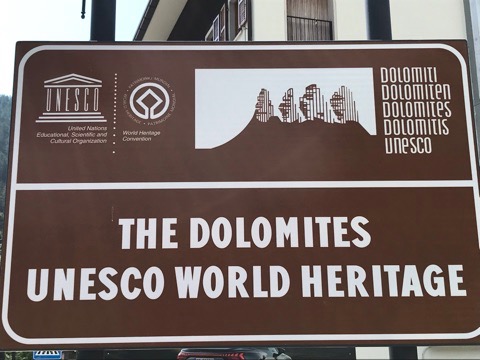 UNESCO
United Nations
Educational, Scientific and
Cultural Organization
World Heritage
Convention
DOLOMITI
DOLOMITEN
DOLOMITES
DOLOMITIS
UNESCO
THE DOLOMITES
UNESCO WORLD HERITAGE